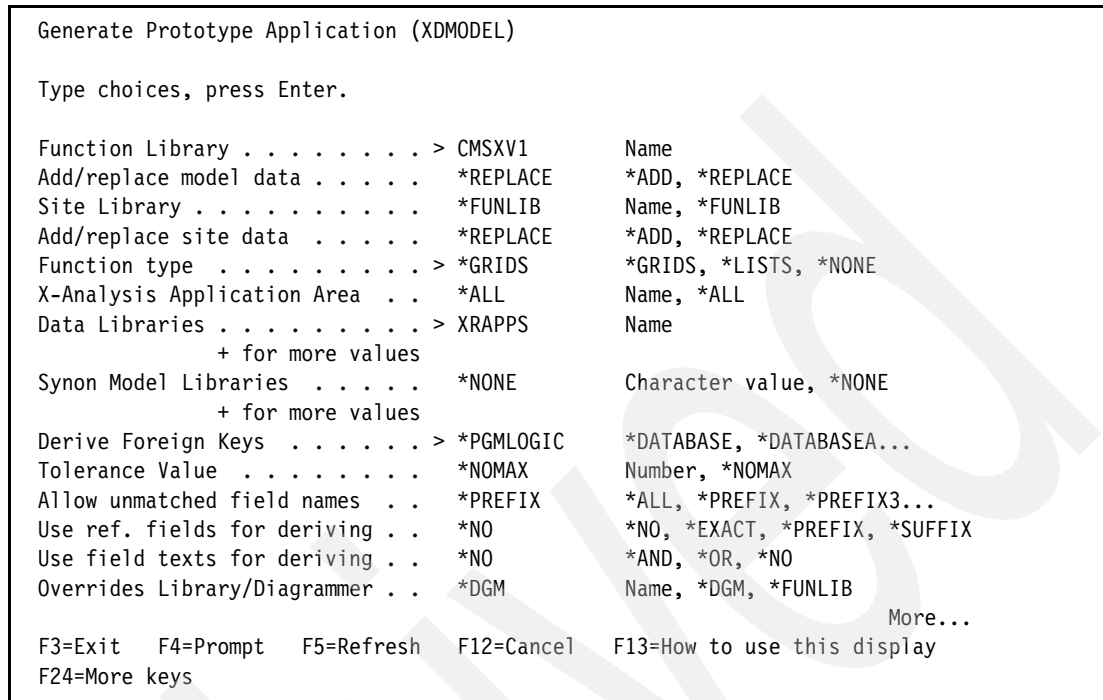 Generate Prototype Application (XDMODEL)
Type choices, press Enter.
Function Library . . . . . . . . > CMSXV1 Name
Add/replace model data . . . . . *REPLACE *ADD, *REPLACE
Site Library . . . . . . . . . . *FUNLIB Name, *FUNLIB
Add/replace site data . . . . . *REPLACE *ADD, *REPLACE
Function type . . . . . . . . . > *GRIDS *GRIDS, *LISTS, *NONE
X-Analysis Application Area . . *ALL Name, *ALL
Data Libraries . . . . . . . . . > XRAPPS Name
+ for more values
Synon Model Libraries . . . . . *NONE Character value, *NONE
+ for more values
Derive Foreign Keys . . . . . . > *PGMLOGIC *DATABASE, *DATABASEA...
Tolerance Value . . . . . . . . *NOMAX Number, *NOMAX
Allow unmatched field names . . *PREFIX *ALL, *PREFIX, *PREFIX3...
Use ref. fields for deriving . . *NO *NO, *EXACT, *PREFIX, *SUFFIX
Use field texts for deriving . . *NO *AND, *OR, *NO
Overrides Library/Diagrammer . . *DGM Name, *DGM, *FUNLIB
More...
F3=Exit F4=Prompt F5=Refresh F12=Cancel F13=How to use this display
F24=More keys